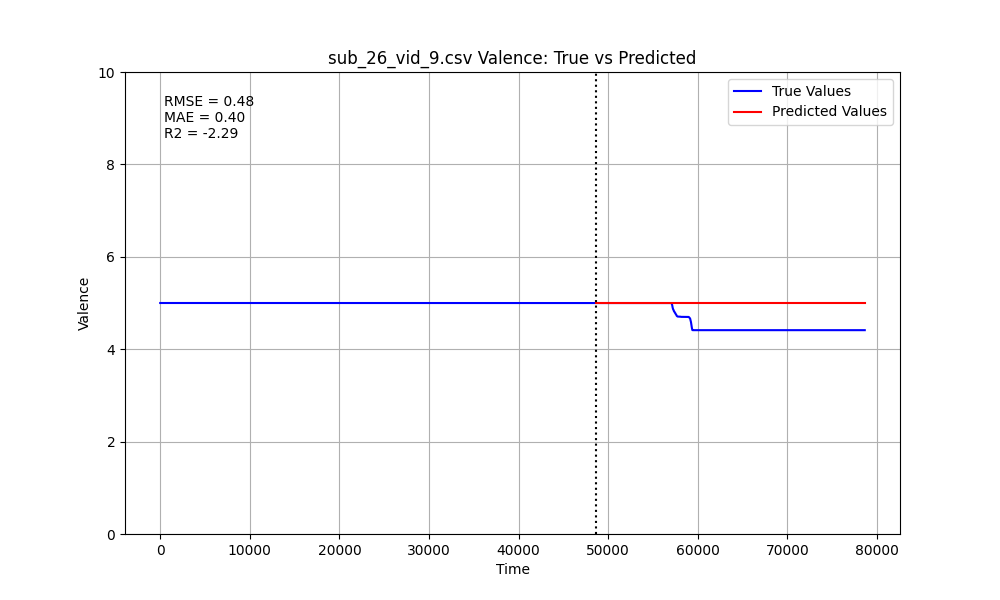 sub_26_vid_9.csv Valence: True vs Predicted
10
8
6
4
2
0
Valence
RMSE = 0.48
MAE = 0.40
R2 = -2.29
True Values
Predicted Values
0 10000 20000 30000 40000 50000 60000 70000 80000
Time